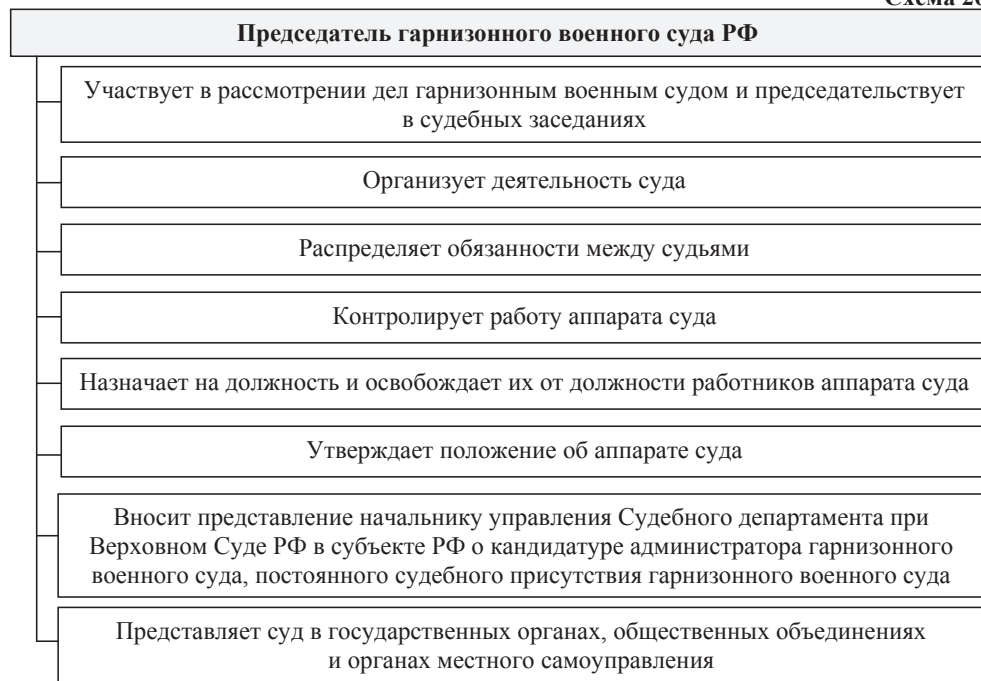 Председатель гарнизонного военного суда РФ
Участвует в рассмотрении дел гарнизонным военным судом и председательствует
в судебных заседаниях
Организует деятельность суда
Распределяет обязанности между судьями
Контролирует работу аппарата суда
Назначает на должность и освобождает их от должности работников аппарата суда
Утверждает положение об аппарате суда
Вносит представление начальнику управления Судебного департамента при
Верховном Суде РФ в субъекте РФ о кандидатуре администратора гарнизонного
военного суда, постоянного судебного присутствия гарнизонного военного суда
Представляет суд в государственных органах, общественных объединениях
и органах местного самоуправления